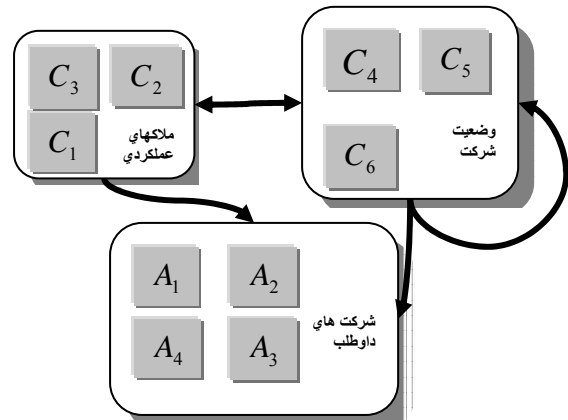 C₃ C₂
C₁
ملاكهاي
عملكردي
C₄ C₅
C₆
وضعيت
شركت
A₁ A₂
A₄ A₃
شركت هاي
داوطلب